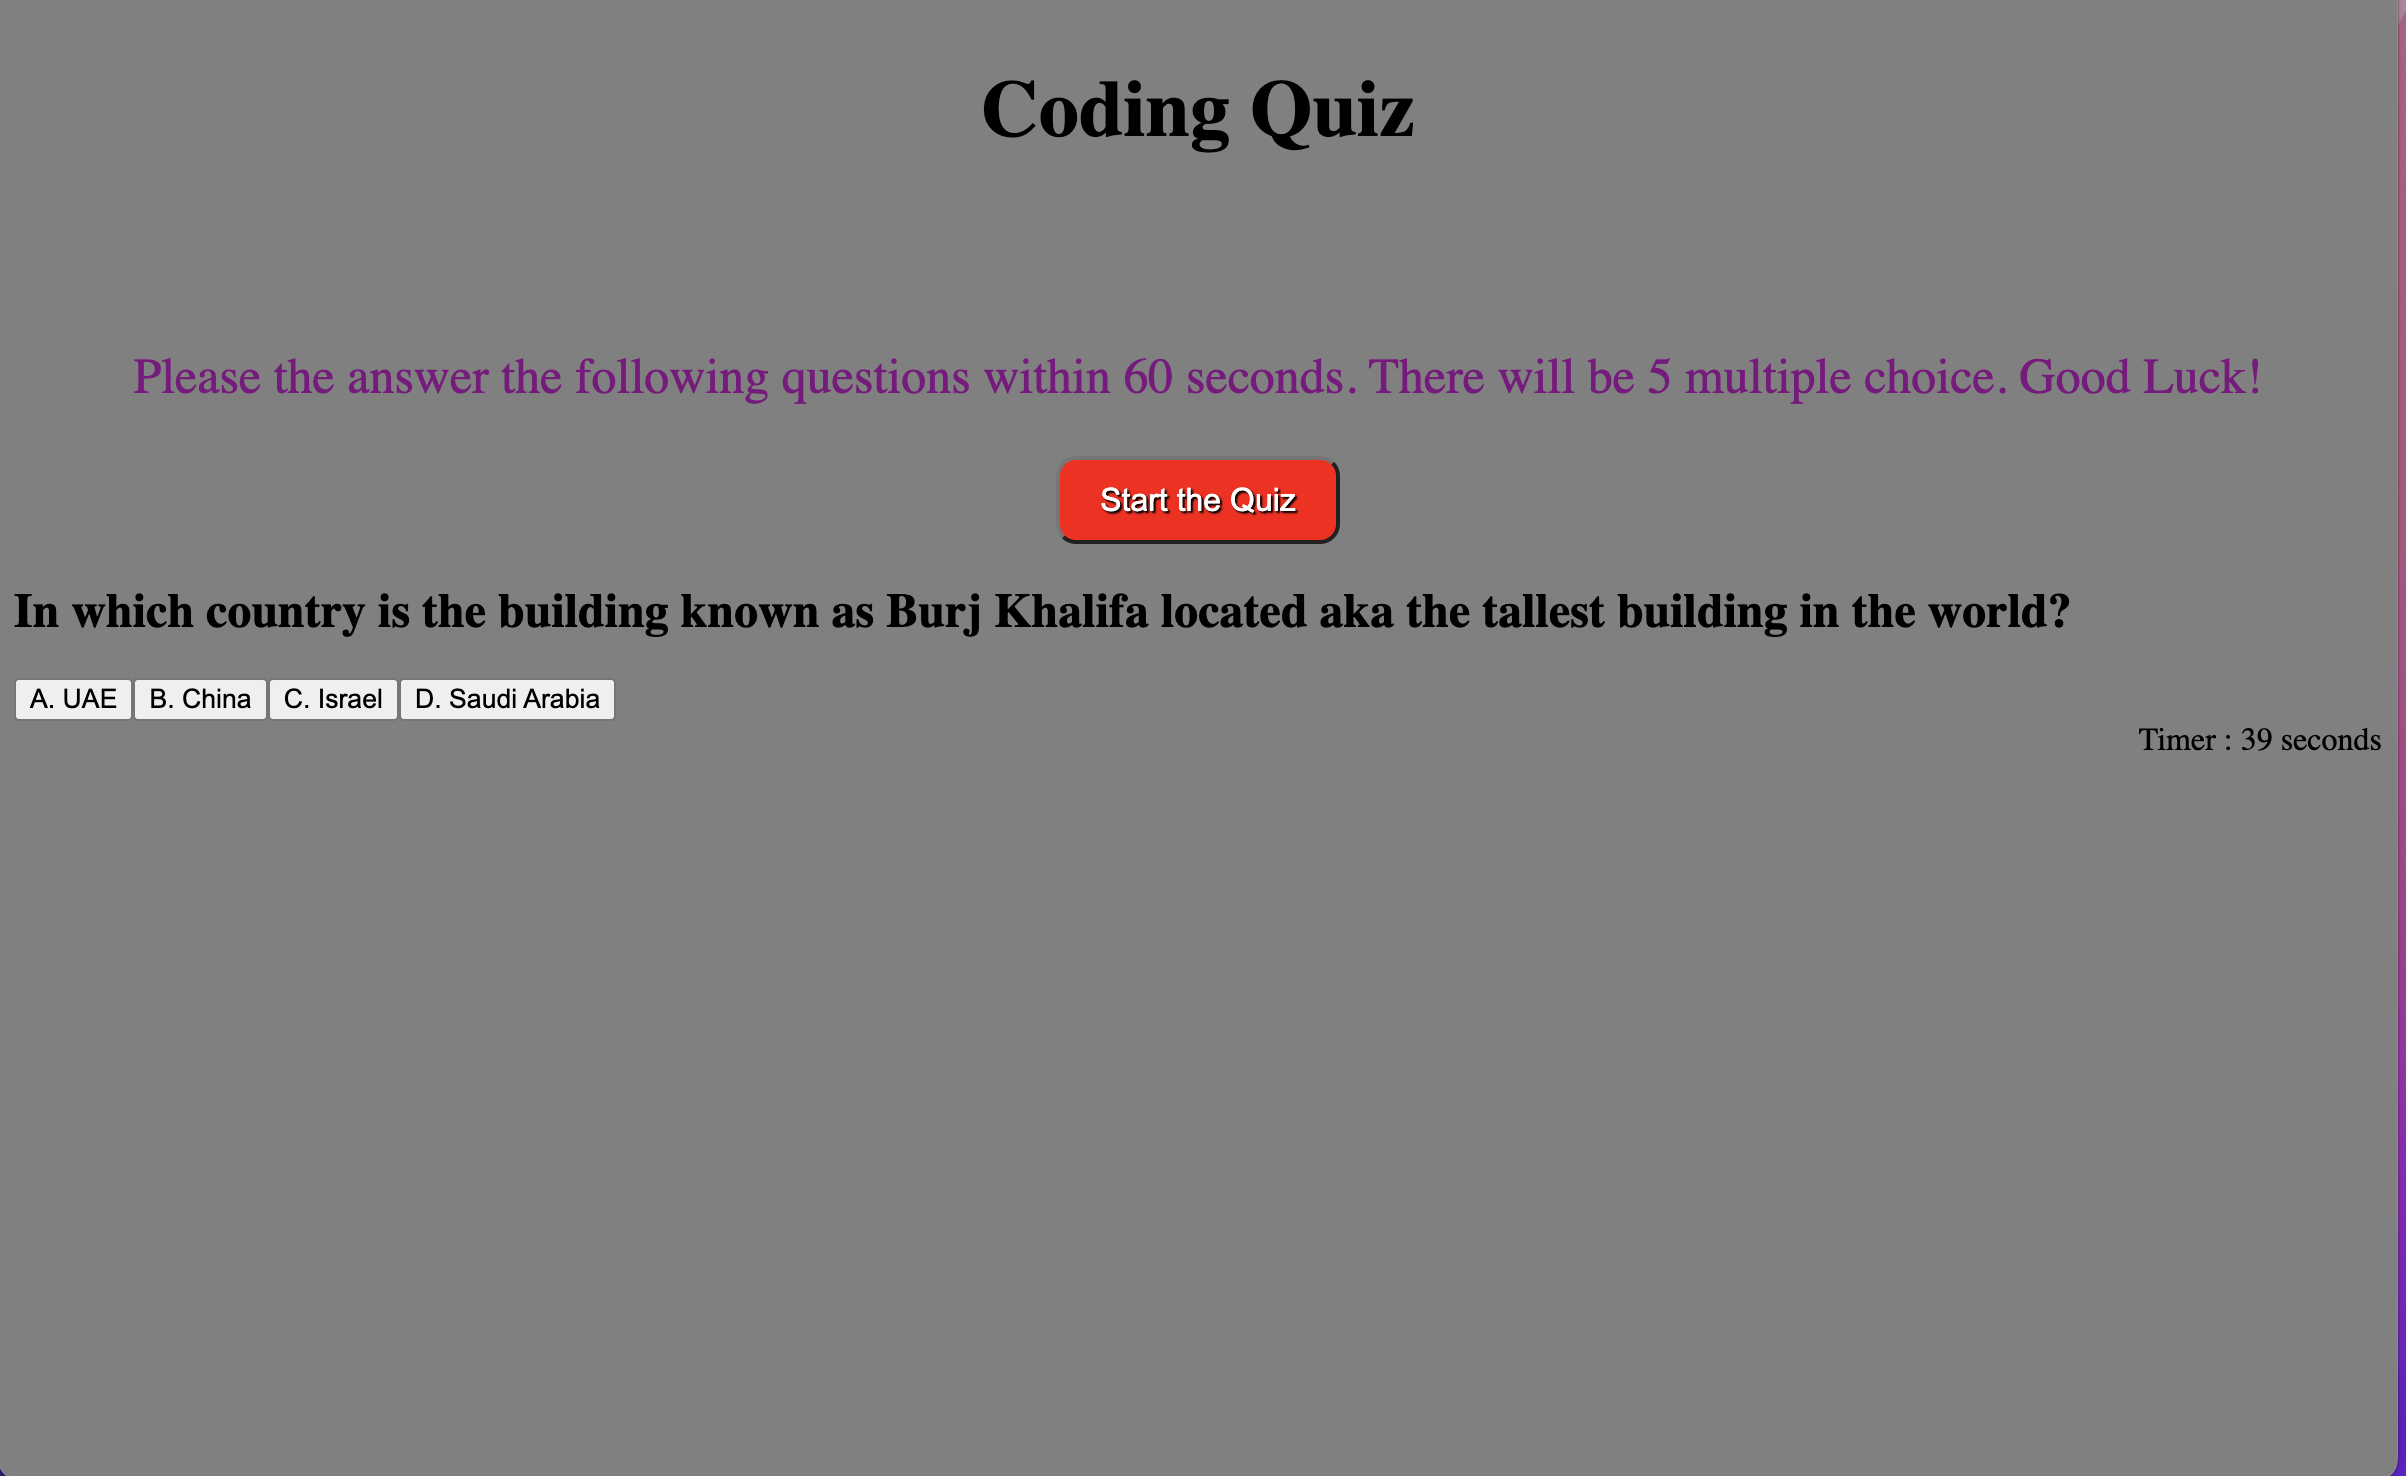 Coding Quiz
Please the answer the following questions within 60 seconds. There will be 5 multiple choice. Good Luck!
Start the Quiz
In which country is the building known as Burj Khalifa located aka the tallest building in the world?
A. UAE B. China C. Israel D. Saudi Arabia
Timer : 39 seconds